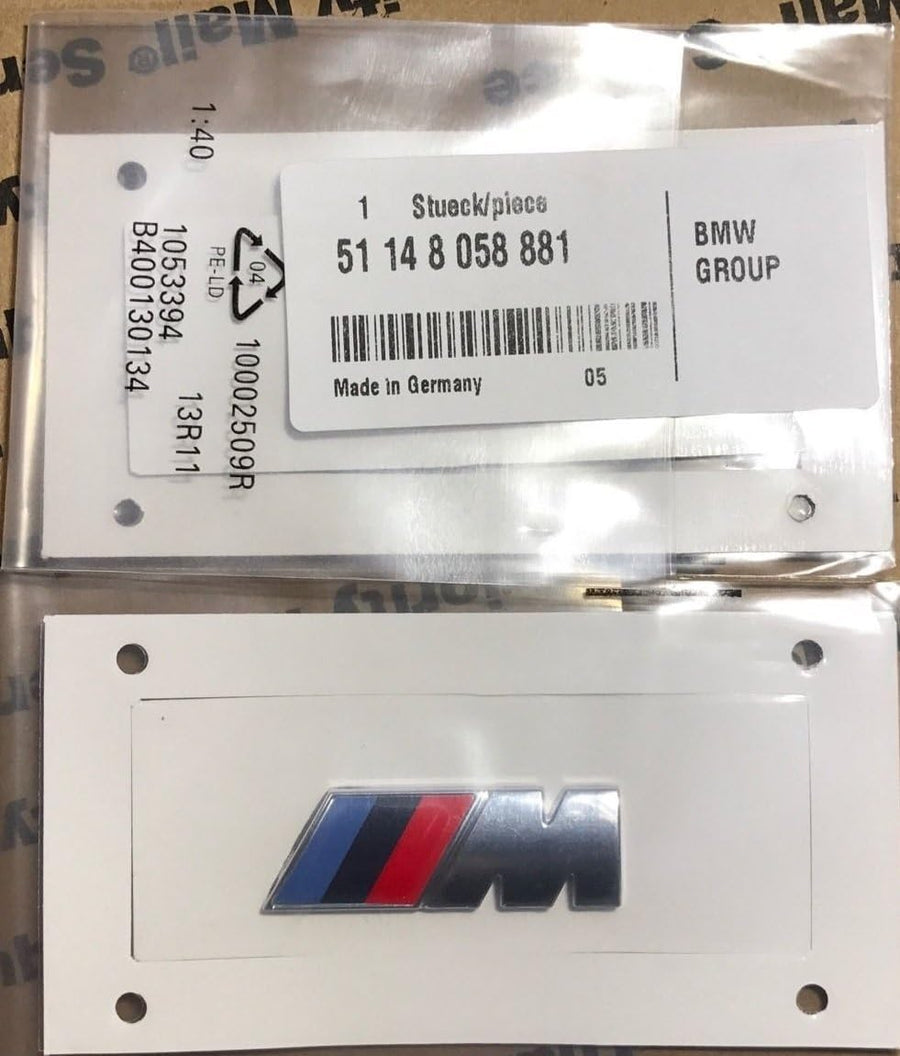 1 Stueck/piece
51 14 8 058 881
Made in Germany 05
BMW
GROUP
1:40
04
PE-LD
10002509R
1053394 13R11
B400130134
M